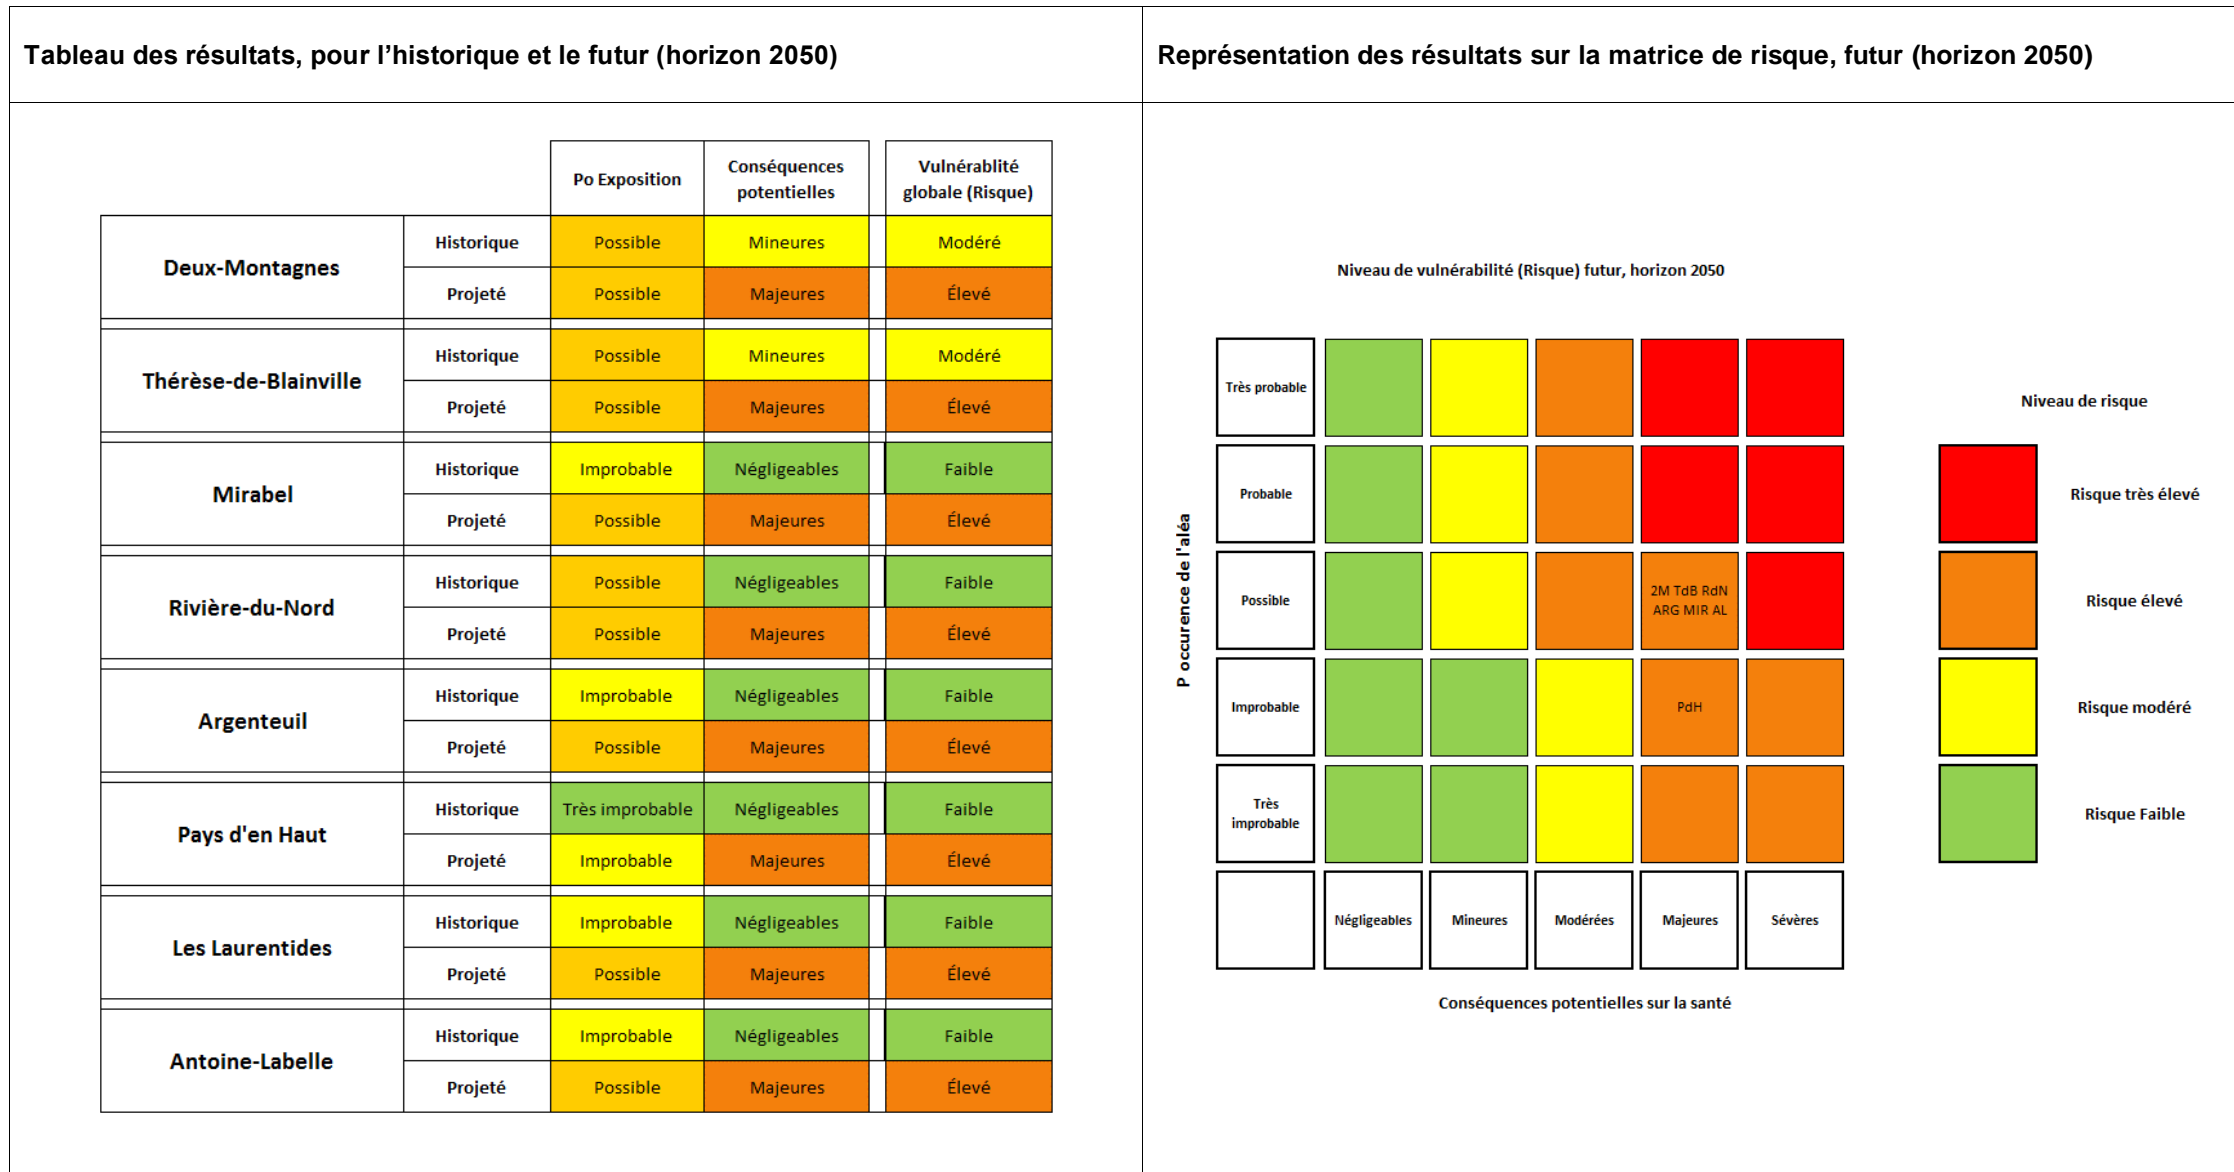 Tableau des résultats, pour l'historique et le futur (horizon 2050)
Po Exposition
Conséquences
potentielles
Vulnérablité
globale (Risque)
Deux-Montagnes
Historique Possible Mineures Modéré
Projeté Possible Majeures Élevé
Thérèse-de-Blainville
Historique Possible Mineures Modéré
Projeté Possible Majeures Élevé
Mirabel
Historique Improbable Négligeables Faible
Projeté Possible Majeures Élevé
Rivière-du-Nord
Historique Possible Négligeables Faible
Projeté Possible Majeures Élevé
Argenteuil
Historique Improbable Négligeables Faible
Projeté Possible Majeures Élevé
Pays d'en Haut
Historique Très improbable Négligeables Faible
Projeté Improbable Majeures Élevé
Les Laurentides
Historique Improbable Négligeables Faible
Projeté Possible Majeures Élevé
Antoine-Labelle
Historique Improbable Négligeables Faible
Projeté Possible Majeures Élevé
Représentation des résultats sur la matrice de risque, futur (horizon 2050)
Niveau de vulnérabilité (Risque) futur, horizon 2050
P occurence de l'aléa
Très probable
Probable
Possible
2M TdB RdN
ARG MIR AL
Improbable
PdH
Très
improbable
Négligeables Mineures Modérées Majeures Sévères
Conséquences potentielles sur la santé
Niveau de risque
Risque très élevé
Risque élevé
Risque modéré
Risque Faible